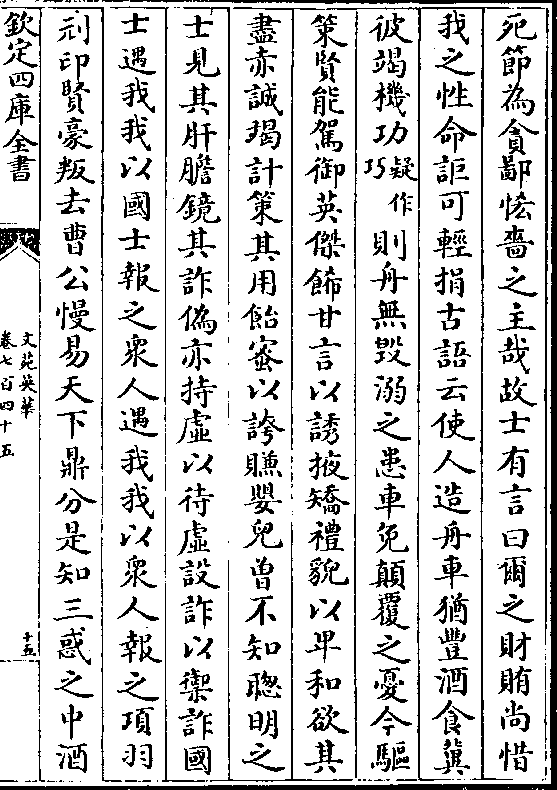 死節為貪鄙恡嗇之主哉故士有言曰爾之財賄尚惜
我之性命詎可輕捐古語云使人造舟車猶豐酒食冀
彼竭機功疑作巧則舟無毀溺之患車免顛覆之憂今驅
策賢能駕御英傑餙甘言以誘掖矯禮貌以卑和欲其
盡赤誠竭計策其用飴蜜以誇賺嬰兒曽不知聰明之
士見其肝膽鏡其詐偽亦持虛以待虛設詐以禦詐國
士遇我我以國士報之衆人遇我我以衆人報之項羽
刓印賢豪叛去曹公慢易天下鼎分是知三惑之中酒
欽定四庫全書
文苑英華
卷七百四十五
十五